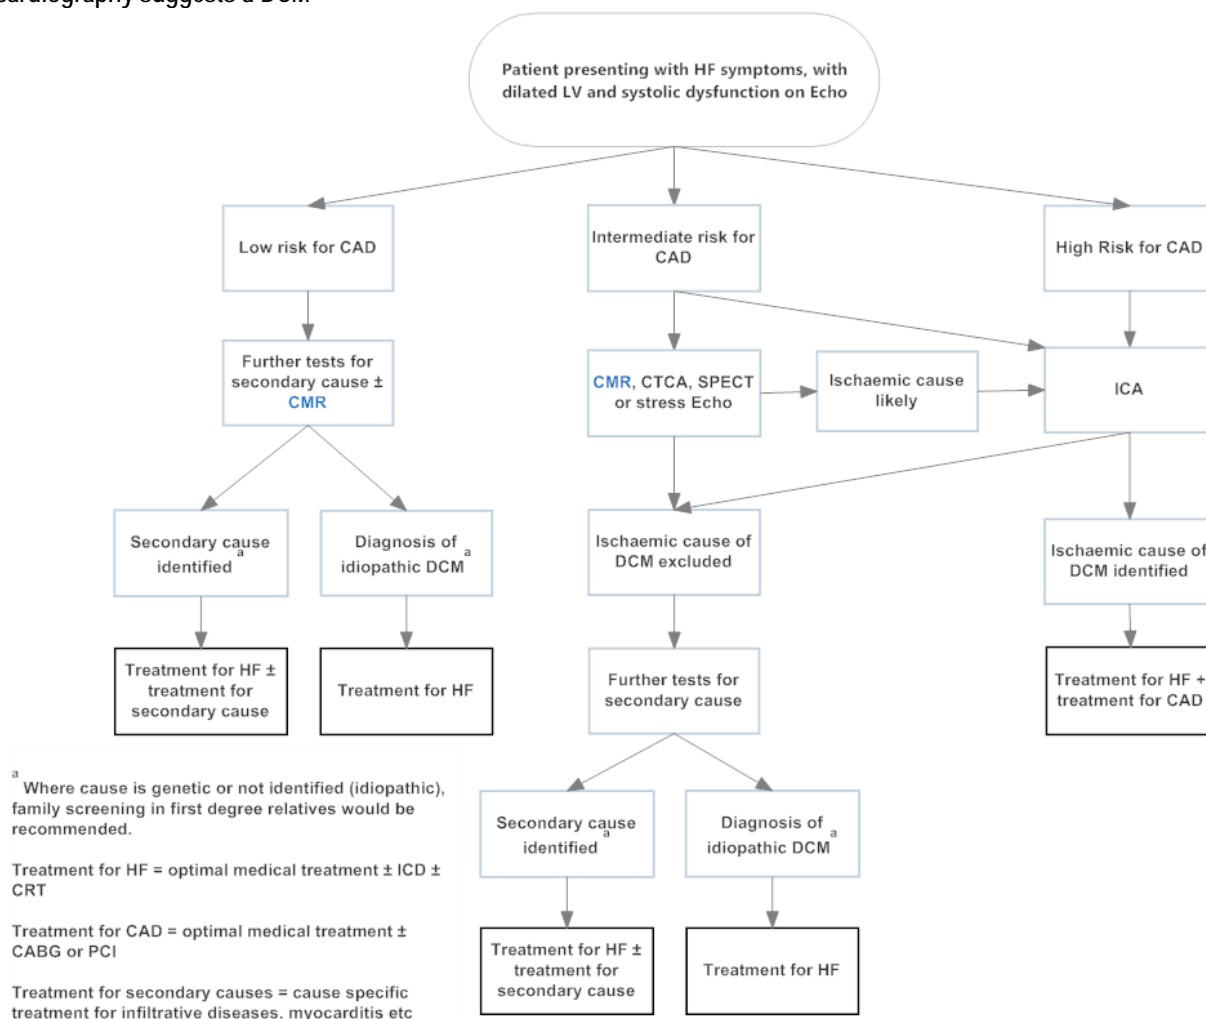 cardiography suggests a DCM
Patient presenting with HF symptoms, with
dilated LV and systolic dysfunction on Echo
Low risk for CAD
Intermediate risk for
CAD
High Risk for CAD
Further tests for
secondary cause ±
CMR
CMR, CTCA, SPECT
or stress Echo
Ischaemic cause
likely
ICA
Secondary cause
identified a
Diagnosis of
idiopathic DCM a
Ischaemic cause of
DCM excluded
Ischaemic cause of
DCM identified
Treatment for HF ±
treatment for
secondary cause
Treatment for HF
Further tests for
secondary cause
Treatment for HF +
treatment for CAD
a Where cause is genetic or not identified (idiopathic),
family screening in first degree relatives would be
recommended.
Treatment for HF = optimal medical treatment ± ICD ±
CRT
Treatment for CAD = optimal medical treatment ±
CABG or PCI
Treatment for secondary causes = cause specific
treatment for infiltrative diseases, myocarditis etc
Secondary cause
identified a
Diagnosis of
idiopathic DCM a
Treatment for HF ±
treatment for
secondary cause
Treatment for HF